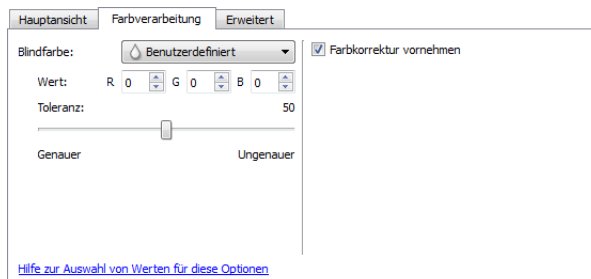 Hauptansicht Farbverarbeitung Erweitert
Blindfarbe: Benutzerdefiniert Farbkorrektur vornehmen
Wert: R 0 G 0 B 0
Toleranz: 50
Genauer Ungenauer
Hilfe zur Auswahl von Werten für diese Optionen